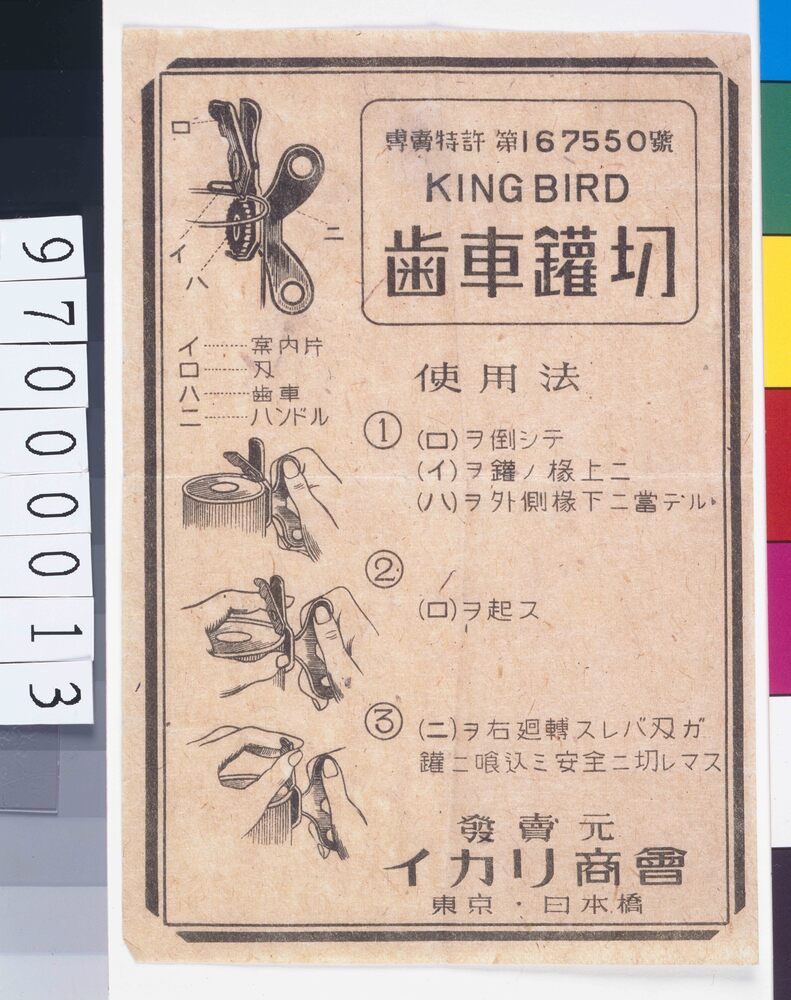 專賣特許 第167550號
KING BIRD
歯車鑵切
ロ
イ
ハ
ニ
イ……案内片
ロ……刃
ハ……歯車
ニ……ハンドル
使用法
① (ロ)ヲ倒シテ
(イ)ヲ鑵ノ椽上ニ
(ハ)ヲ外側椽下ニ當テル
② (ロ)ヲ起ス
③ (ニ)ヲ右廻轉スレバ刃ガ
鑵ニ喰込ミ安全ニ切レマス
發賣元
イカリ商會
東京・日本橋
97000013